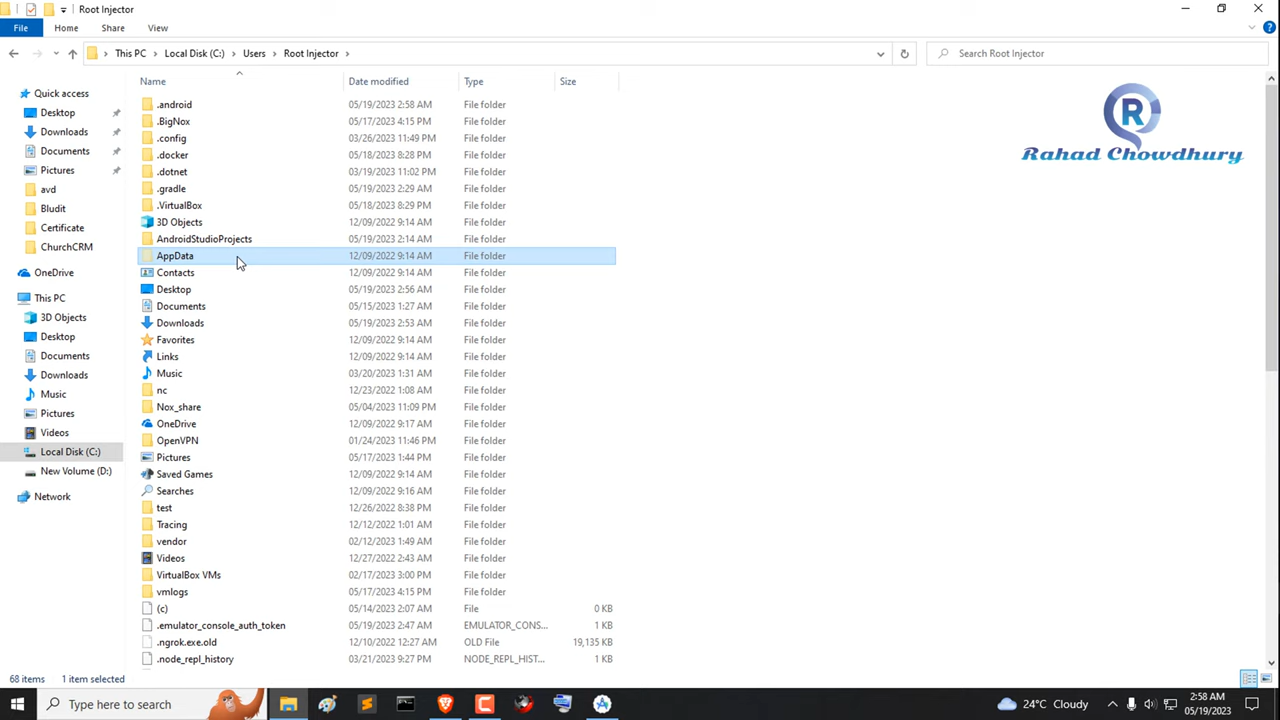 Root Injector
File
Home
Share
View
This PC > Local Disk (C:) > Users > Root Injector >
Search Root Injector
Name
Date modified
Type
Size
Quick access
Desktop
Downloads
Documents
Pictures
avd
Bludit
Certificate
ChurchCRM
OneDrive
This PC
3D Objects
Desktop
Documents
Downloads
Music
Pictures
Videos
Local Disk (C:)
New Volume (D:)
Network
.android 05/19/2023 2:58 AM File folder
.BigNox 05/17/2023 4:15 PM File folder
.config 03/26/2023 11:49 PM File folder
.docker 05/18/2023 8:28 PM File folder
.dotnet 03/19/2023 11:02 PM File folder
.gradle 05/19/2023 2:29 AM File folder
.VirtualBox 05/18/2023 8:29 PM File folder
3D Objects 12/09/2022 9:14 AM File folder
AndroidStudioProjects 05/19/2023 2:14 AM File folder
AppData 12/09/2022 9:14 AM File folder
Contacts 12/09/2022 9:14 AM File folder
Desktop 05/19/2023 2:56 AM File folder
Documents 05/15/2023 1:27 AM File folder
Downloads 05/19/2023 2:53 AM File folder
Favorites 12/09/2022 9:14 AM File folder
Links 12/09/2022 9:14 AM File folder
Music 03/20/2023 1:31 AM File folder
nc 12/23/2022 1:08 AM File folder
Nox_share 05/04/2023 11:09 PM File folder
OneDrive 12/09/2022 9:17 AM File folder
OpenVPN 01/24/2023 11:46 PM File folder
Pictures 05/17/2023 1:44 PM File folder
Saved Games 12/09/2022 9:14 AM File folder
Searches 12/09/2022 9:16 AM File folder
test 12/26/2022 8:38 PM File folder
Tracing 12/12/2022 1:01 AM File folder
vendor 02/12/2023 1:49 AM File folder
Videos 12/27/2022 2:43 AM File folder
VirtualBox VMs 02/17/2023 3:00 PM File folder
vmlogs 05/17/2023 4:15 PM File folder
(c) 05/14/2023 2:07 AM File 0 KB
.emulator_console_auth_token 05/19/2023 2:47 AM EMULATOR_CONS... 1 KB
.ngrok.exe.old 12/10/2022 12:27 AM OLD File 19,135 KB
.node_repl_history 03/21/2023 9:27 PM NODE_REPL_HIST... 1 KB
R
Rahad Chowdhury
68 items
1 item selected
Type here to search
24°C Cloudy
2:58 AM
05/19/2023